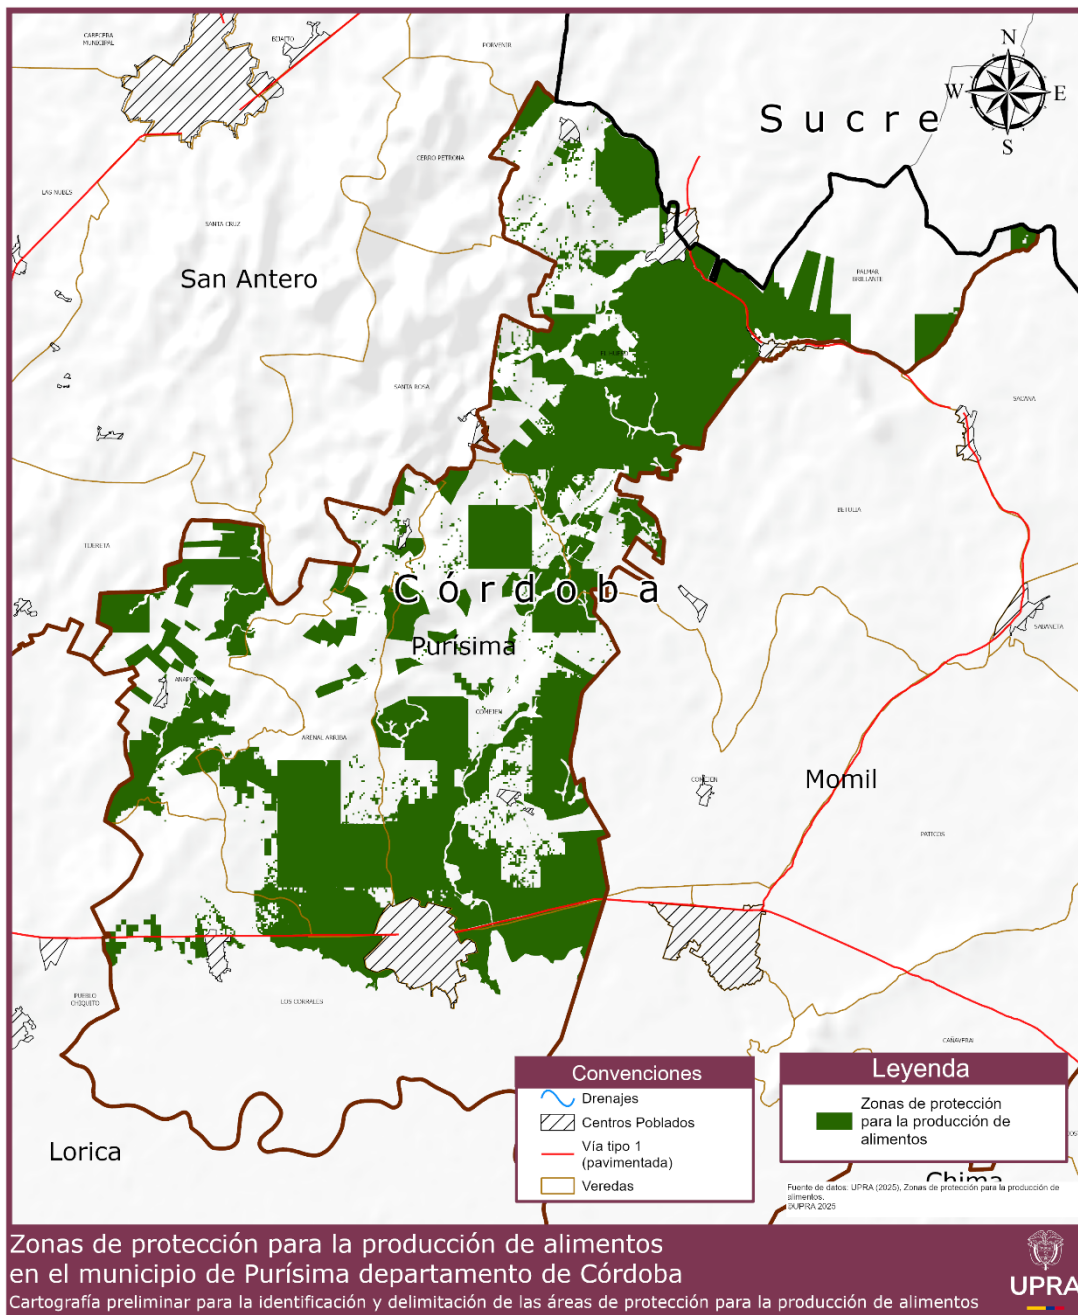 CABECERA
MUNICIPAL
PORVENIR
N
W
E
S
Sucre
CERRO PETRONA
LAS NUBES
SANTA CRUZ
San Antero
PALMAR
BRILLANTE
SANTA ROSA
SACANA
BETULIA
TIJERETA
Córdoba
Purisima
SABANETA
COMEJEN
ARENAL ARRIBA
COMEJEN
Momil
PATICOS
PUEBLO
CHIQUITO
LOS CORRALES
CAÑAVERAL
Lorica
Chima
Convenciones
Drenajes
Centros Poblados
Vía tipo 1
(pavimentada)
Veredas
Leyenda
Zonas de protección
para la producción de
alimentos
Fuente de datos: UPRA (2025), Zonas de protección para la producción de
alimentos.
©UPRA 2025
Zonas de protección para la producción de alimentos
en el municipio de Purísima departamento de Córdoba
Cartografía preliminar para la identificación y delimitación de las áreas de protección para la producción de alimentos
UPRA